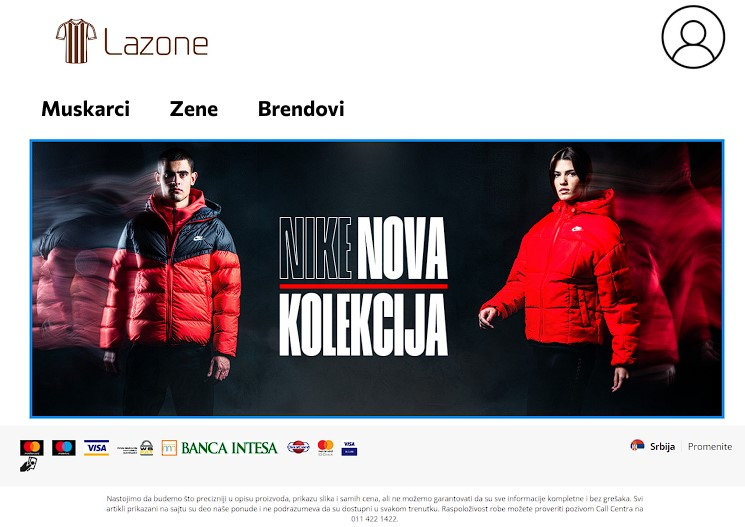 Lazone
Muskarci Zene Brendovi
NIKE NOVA
KOLEKCIJA
VISA BANCA INTESA VISA
Srbija Promenite
Nastojimo da budemo što precizniji u opisu proizvoda, prikazu slika i samih cena, ali ne možemo garantovati da su sve informacije kompletne i bez grešaka. Svi
artikli prikazani na sajtu su deo naše ponude i ne podrazumeva da su dostupni u svakom trenutku. Raspoloživost robe možete proveriti pozivom Call Centra na
011 422 1422.